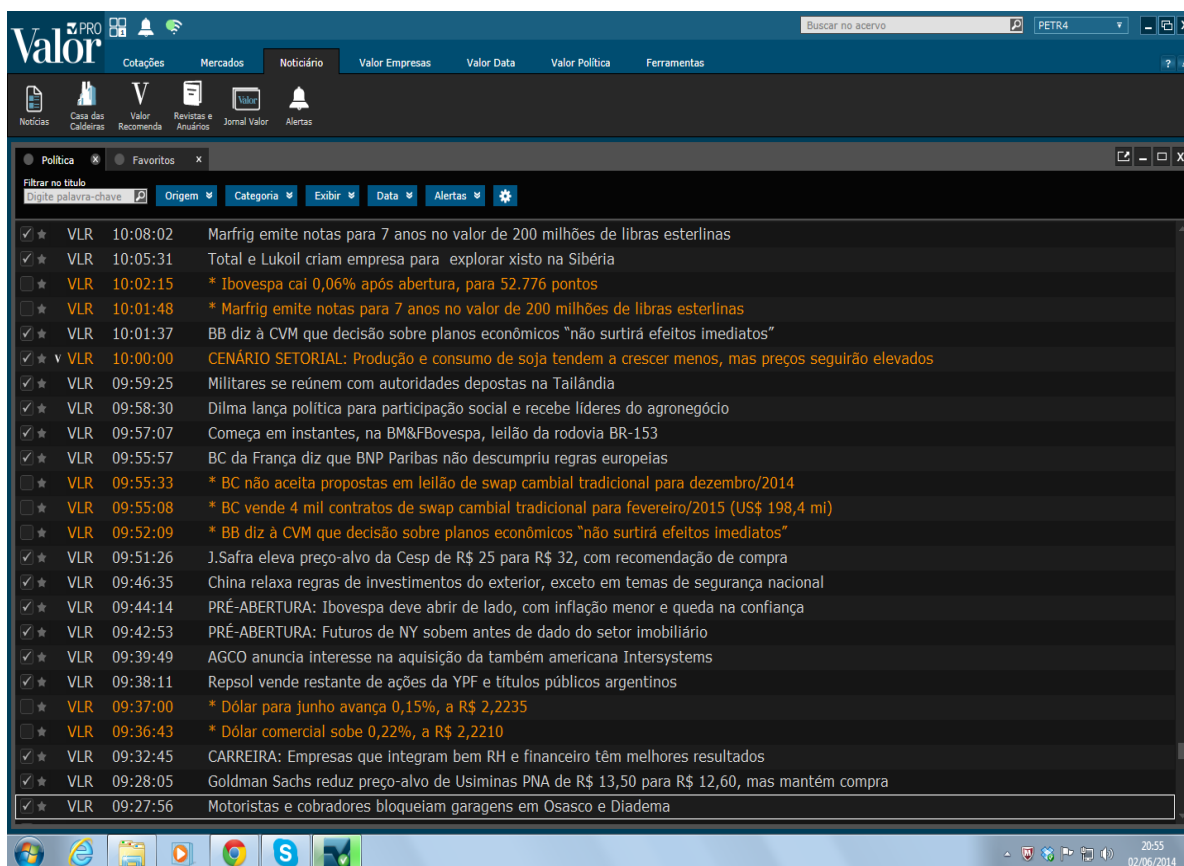 Valor PRO
Buscar no acervo
PETR4
Cotações Mercados Noticiário Valor Empresas Valor Data Valor Política Ferramentas
Notícias
Casa das Caldeiras
V Valor Recomenda
Revistas e Anuários
Valor Jornal Valor
Alertas
Política x Favoritos x
Filtrar no título
Digite palavra-chave Origem Categoria Exibir Data Alertas
VLR 10:08:02 Marfrig emite notas para 7 anos no valor de 200 milhões de libras esterlinas
VLR 10:05:31 Total e Lukoil criam empresa para explorar xisto na Sibéria
VLR 10:02:15 * Ibovespa cai 0,06% após abertura, para 52.776 pontos
VLR 10:01:48 * Marfrig emite notas para 7 anos no valor de 200 milhões de libras esterlinas
VLR 10:01:37 BB diz à CVM que decisão sobre planos econômicos “não surtirá efeitos imediatos”
V VLR 10:00:00 CENÁRIO SETORIAL: Produção e consumo de soja tendem a crescer menos, mas preços seguirão elevados
VLR 09:59:25 Militares se reúnem com autoridades depostas na Tailândia
VLR 09:58:30 Dilma lança política para participação social e recebe líderes do agronegócio
VLR 09:57:07 Começa em instantes, na BM&FBovespa, leilão da rodovia BR-153
VLR 09:55:57 BC da França diz que BNP Paribas não descumpriu regras europeias
VLR 09:55:33 * BC não aceita propostas em leilão de swap cambial tradicional para dezembro/2014
VLR 09:55:08 * BC vende 4 mil contratos de swap cambial tradicional para fevereiro/2015 (US$ 198,4 mi)
VLR 09:52:09 * BB diz à CVM que decisão sobre planos econômicos “não surtirá efeitos imediatos”
VLR 09:51:26 J.Safra eleva preço-alvo da Cesp de R$ 25 para R$ 32, com recomendação de compra
VLR 09:46:35 China relaxa regras de investimentos do exterior, exceto em temas de segurança nacional
VLR 09:44:14 PRÉ-ABERTURA: Ibovespa deve abrir de lado, com inflação menor e queda na confiança
VLR 09:42:53 PRÉ-ABERTURA: Futuros de NY sobem antes de dado do setor imobiliário
VLR 09:39:49 AGCO anuncia interesse na aquisição da também americana Intersystems
VLR 09:38:11 Repsol vende restante de ações da YPF e títulos públicos argentinos
VLR 09:37:00 * Dólar para junho avança 0,15%, a R$ 2,2235
VLR 09:36:43 * Dólar comercial sobe 0,22%, a R$ 2,2210
VLR 09:32:45 CARREIRA: Empresas que integram bem RH e financeiro têm melhores resultados
VLR 09:28:05 Goldman Sachs reduz preço-alvo de Usiminas PNA de R$ 13,50 para R$ 12,60, mas mantém compra
VLR 09:27:56 Motoristas e cobradores bloqueiam garagens em Osasco e Diadema
20:55
02/06/2014